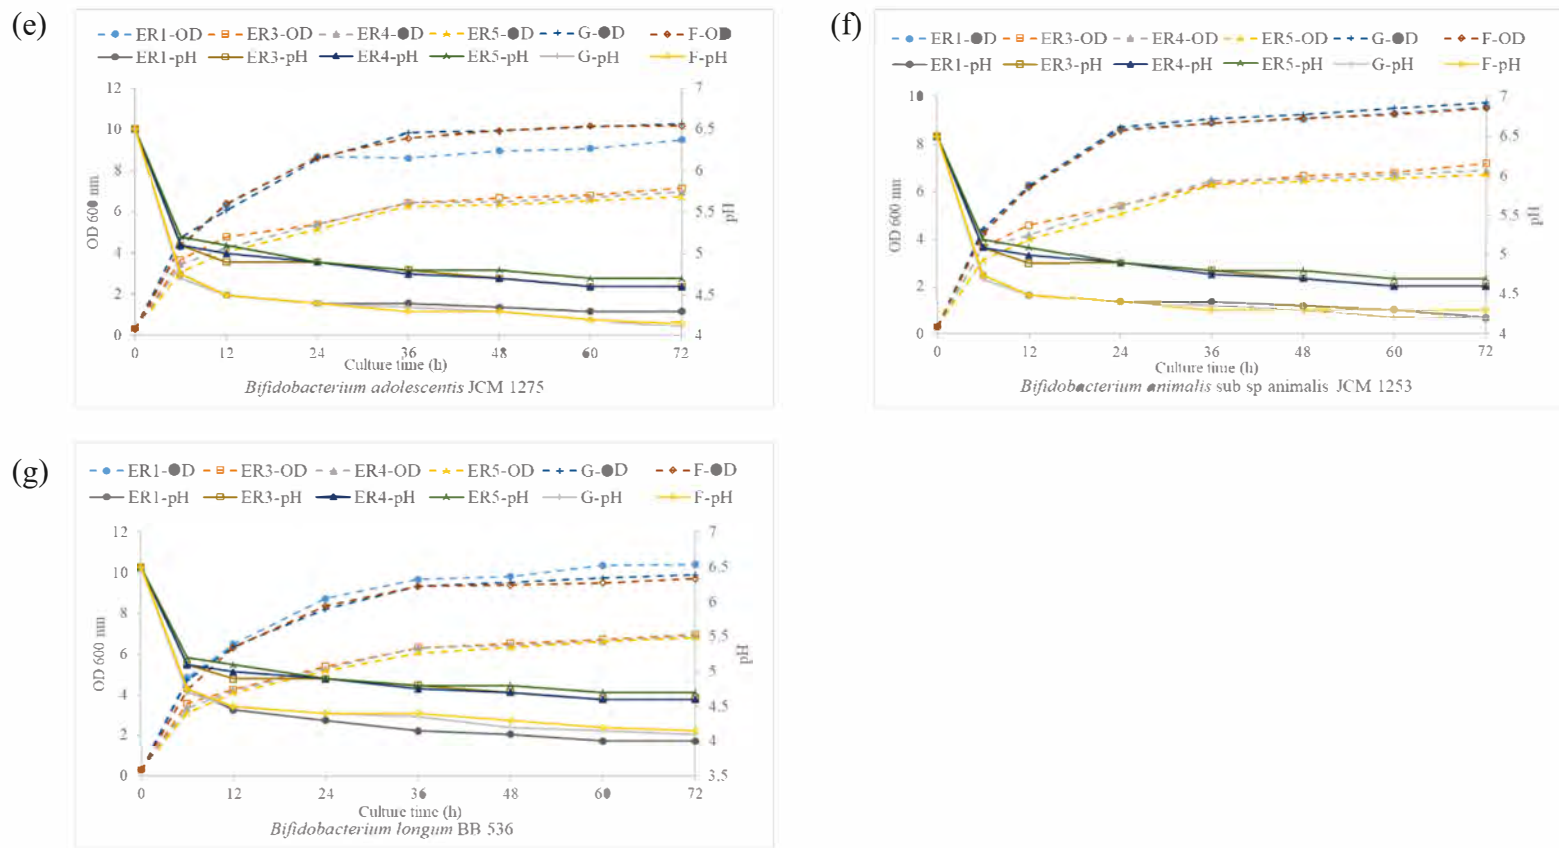 (e)
ER1-OD ER3-OD ER4-OD ER5-OD G-OD F-OD
ER1-pH ER3-pH ER4-pH ER5-pH G-pH F-pH
12 10 8 6 4 2 0
OD 600 nm
7 6.5 6 5.5 5 4.5 4
pH
0 12 24 36 48 60 72
Culture time (h)
Bifidobacterium adolescentis JCM 1275
(f)
ER1-OD ER3-OD ER4-OD ER5-OD G-OD F-OD
ER1-pH ER3-pH ER4-pH ER5-pH G-pH F-pH
10 8 6 4 2 0
OD 600 nm
7 6.5 6 5.5 5 4.5 4
pH
0 12 24 36 48 60 72
Culture time (h)
Bifidobacterium animalis sub sp animalis JCM 1253
(g)
ER1-OD ER3-OD ER4-OD ER5-OD G-OD F-OD
ER1-pH ER3-pH ER4-pH ER5-pH G-pH F-pH
12 10 8 6 4 2 0
OD 600 nm
7 6.5 6 5.5 5 4.5 4 3.5
pH
0 12 24 36 48 60 72
Culture time (h)
Bifidobacterium longum BB 536